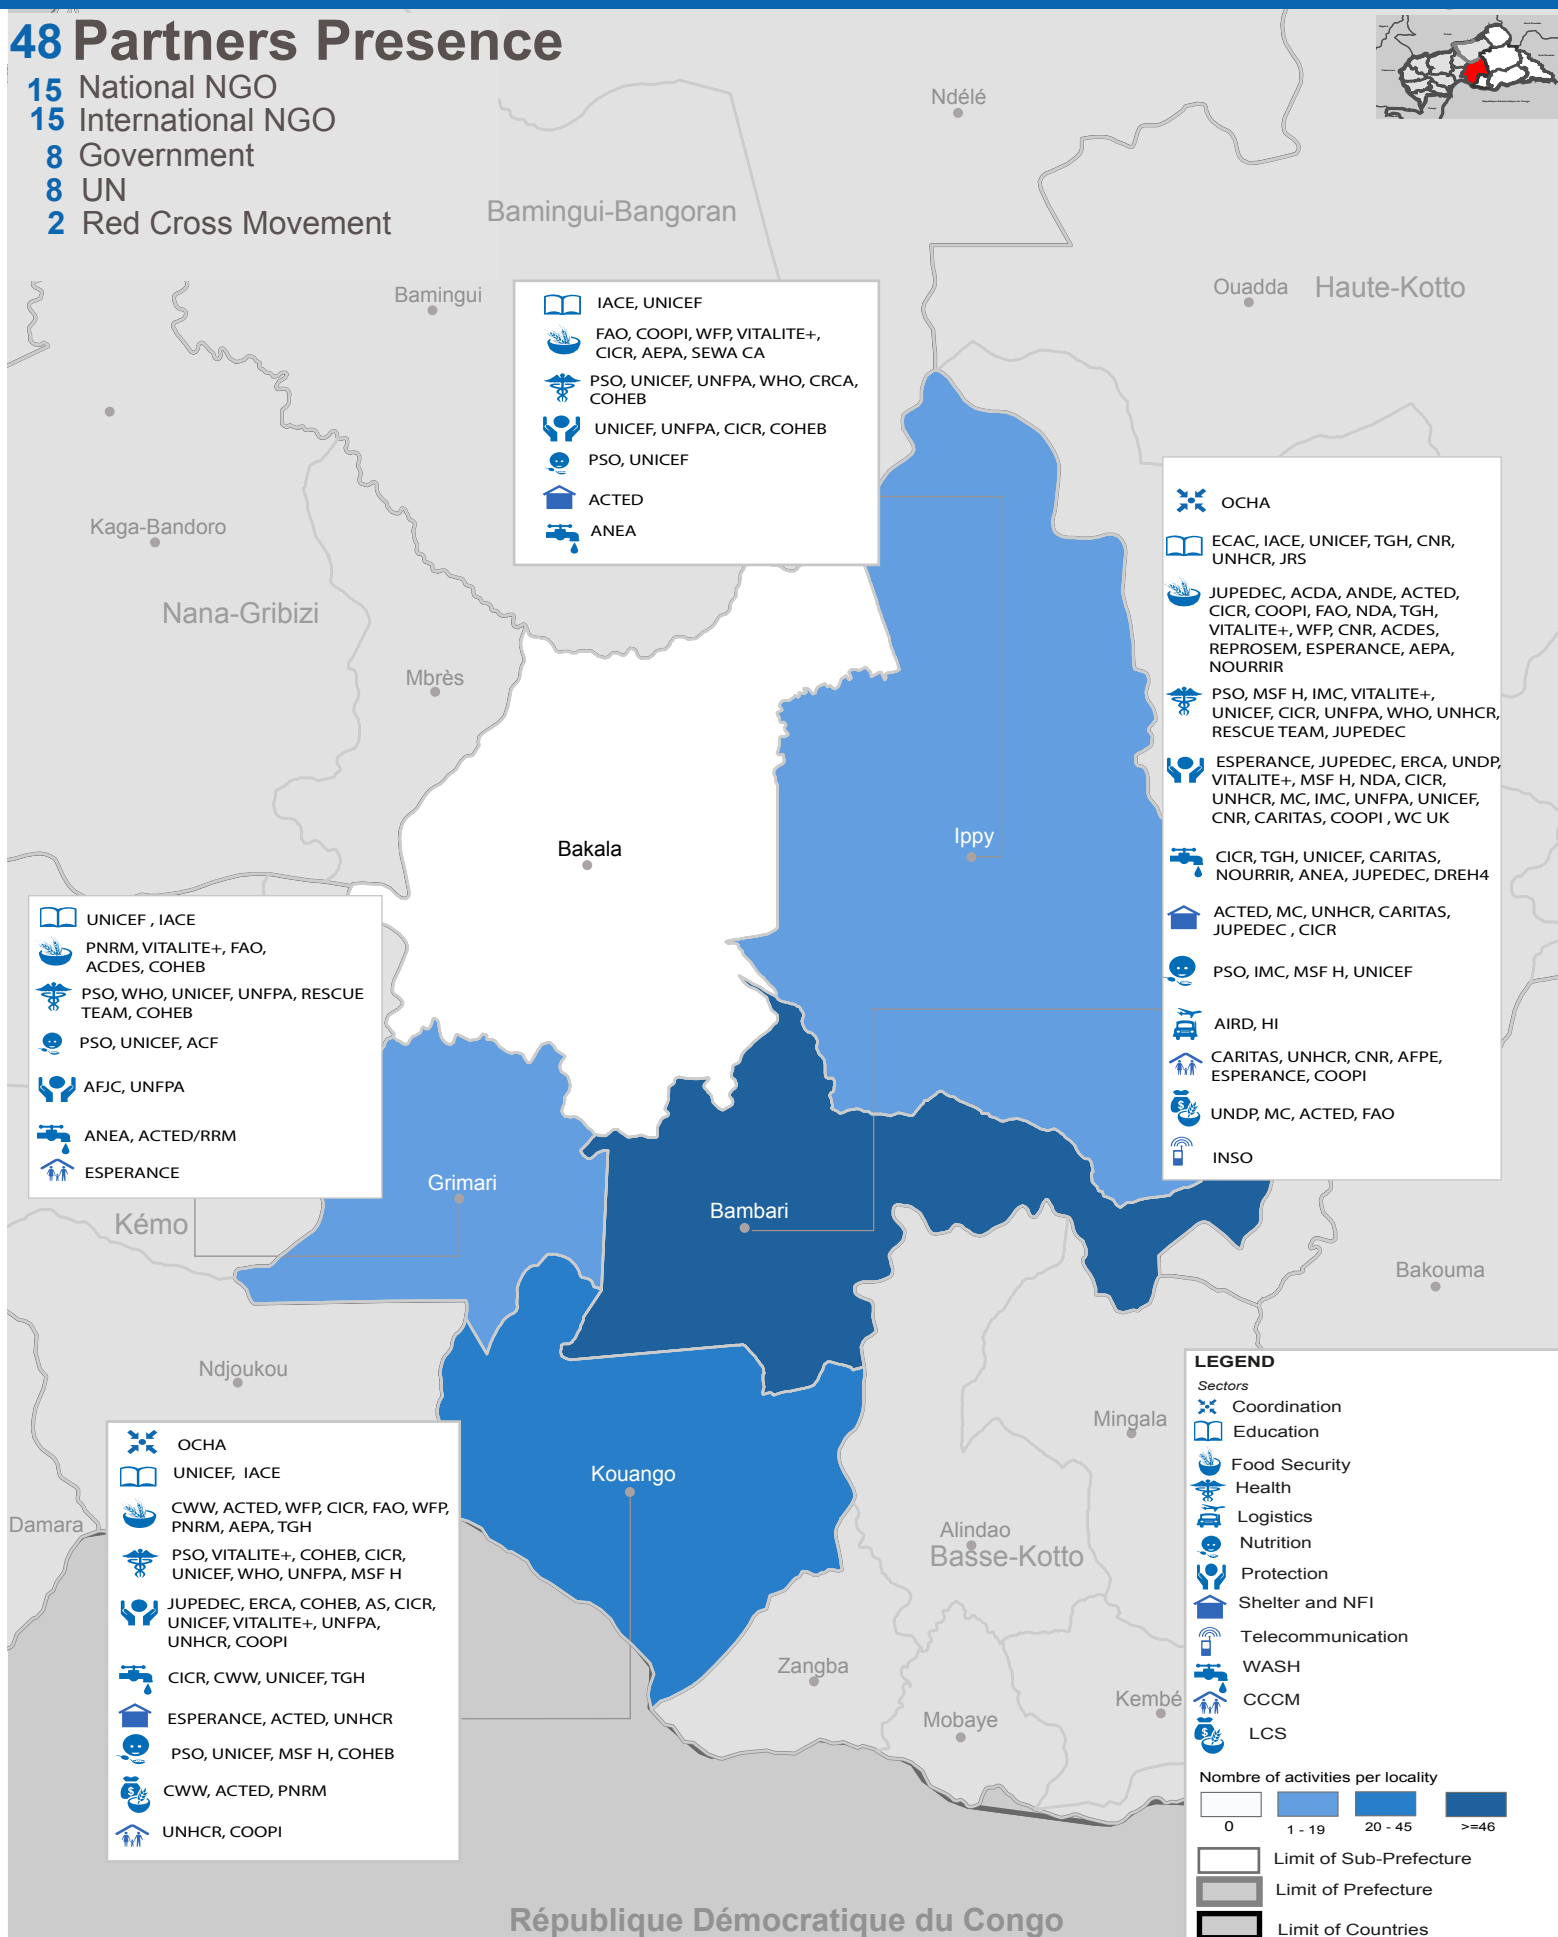 48 Partners Presence
15 National NGO
15 International NGO
8 Government
8 UN
2 Red Cross Movement
Ndélé
Bamingui-Bangoran
Bamingui
Ouadda
Haute-Kotto
IACE, UNICEF
FAO, COOPI, WFP, VITALITE+,
CICR, AEPA, SEWA CA
PSO, UNICEF, UNFPA, WHO, CRCA,
COHEB
UNICEF, UNFPA, CICR, COHEB
PSO, UNICEF
ACTED
ANEA
Kaga-Bandoro
Nana-Gribizi
Mbrès
Bakala
Ippy
OCHA
ECAC, IACE, UNICEF, TGH, CNR,
UNHCR, JRS
JUPEDEC, ACDA, ANDE, ACTED,
CICR, COOPI, FAO, NDA, TGH,
VITALITE+, WFP, CNR, ACDES,
REPROSEM, ESPERANCE, AEPA,
NOURRIR
PSO, MSF H, IMC, VITALITE+,
UNICEF, CICR, UNFPA, WHO, UNHCR,
RESCUE TEAM, JUPEDEC
ESPERANCE, JUPEDEC, ERCA, UNDP,
VITALITE+, MSF H, NDA, CICR,
UNHCR, MC, IMC, UNFPA, UNICEF,
CNR, CARITAS, COOPI , WC UK
CICR, TGH, UNICEF, CARITAS,
NOURRIR, ANEA, JUPEDEC, DREH4
ACTED, MC, UNHCR, CARITAS,
JUPEDEC , CICR
PSO, IMC, MSF H, UNICEF
AIRD, HI
CARITAS, UNHCR, CNR, AFPE,
ESPERANCE, COOPI
UNDP, MC, ACTED, FAO
INSO
UNICEF , IACE
PNRM, VITALITE+, FAO,
ACDES, COHEB
PSO, WHO, UNICEF, UNFPA, RESCUE
TEAM, COHEB
PSO, UNICEF, ACF
AFJC, UNFPA
ANEA, ACTED/RRM
ESPERANCE
Grimari
Kémo
Bambari
Bakouma
Ndjoukou
Mingala
Kouango
Damara
Alindao
Basse-Kotto
Zangba
Mobaye
Kembé
OCHA
UNICEF, IACE
CWW, ACTED, WFP, CICR, FAO, WFP,
PNRM, AEPA, TGH
PSO, VITALITE+, COHEB, CICR,
UNICEF, WHO, UNFPA, MSF H
JUPEDEC, ERCA, COHEB, AS, CICR,
UNICEF, VITALITE+, UNFPA,
UNHCR, COOPI
CICR, CWW, UNICEF, TGH
ESPERANCE, ACTED, UNHCR
PSO, UNICEF, MSF H, COHEB
CWW, ACTED, PNRM
UNHCR, COOPI
République Démocratique du Congo
LEGEND
Sectors
Coordination
Education
Food Security
Health
Logistics
Nutrition
Protection
Shelter and NFI
Telecommunication
WASH
CCCM
LCS
Nombre of activities per locality
0
1 - 19
20 - 45
>=46
Limit of Sub-Prefecture
Limit of Prefecture
Limit of Countries